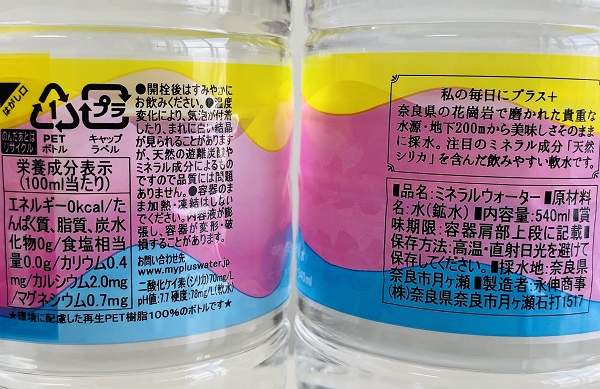 はがし口
1
PET
ボトル
プラ
キャップ
ラベル
のんだあとは
リサイクル
栄養成分表示
(100ml当たり)
エネルギー0kcal/た
んぱく質、脂質、炭水
化物0g/食塩相当
量0.0g/カリウム0.4
mg/カルシウム2.0mg
/マグネシウム0.7mg
●開栓後はすみやかに
お飲みください。●温度
変化により、気泡が付着
したり、まれに白い結晶
が見られることがあります
が、天然の遊離炭酸や
ミネラル成分によるもの
ですので品質には問題
ありません。●容器のま
ま加熱・凍結はしない
でください。内容液が膨
張し、容器が変形・破
損することがあります。
お問い合わせ先
www.mypluswater.jp
二酸化ケイ素(シリカ)70mg/L
pH値:7.7 硬度:78mg/L(軟水)
★環境に配慮した再生PET樹脂100%のボトルです★
私の毎日にプラス+
奈良県の花崗岩で磨かれた貴重な
水源・地下200mから美味しさそのまま
に採水。注目のミネラル成分「天然
シリカ」を含んだ飲みやすい軟水です。
■品名:ミネラルウォーター ■原材料
名:水(鉱水) ■内容量:540ml ■賞
味期限:容器肩部上段に記載 ■
保存方法:高温・直射日光を避けて
保存してください。■採水地:奈良県
奈良市月ヶ瀬 ■製造者:永伸商事
(株)奈良県奈良市月ヶ瀬石打1517
540ml